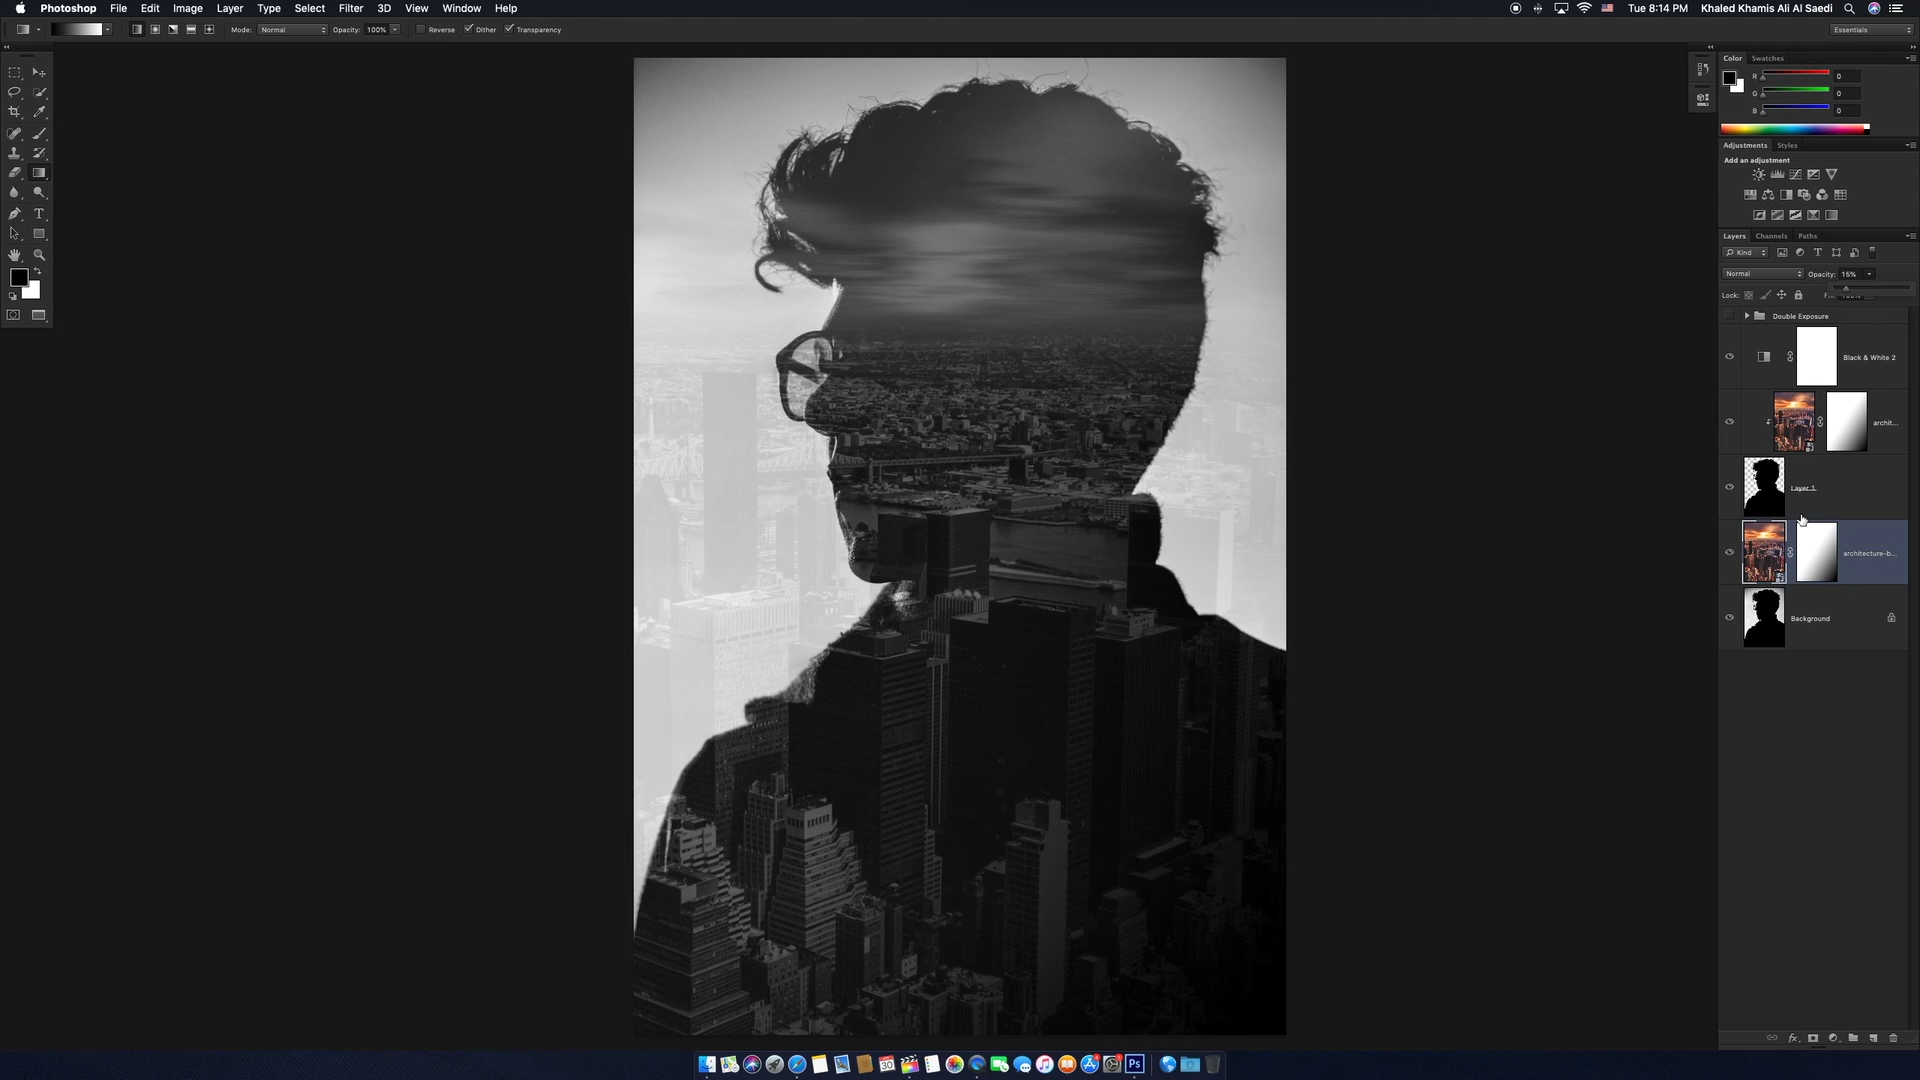 Photoshop File Edit Image Layer Type Select Filter 3D View Window Help Tue 8:14 PM Khaled Khamis Ali Al Saedi
Mode: Normal Opacity: 100% Reverse Dither Transparency Essentials
Color Swatches
R 0
G 0
B 0
Adjustments Styles
Add an adjustment
Layers Channels Paths
Kind
Normal Opacity: 15%
Lock:
Double Exposure
Black & White 2
archit...
Layer 1
architecture-b...
Background
fx
30
Ps